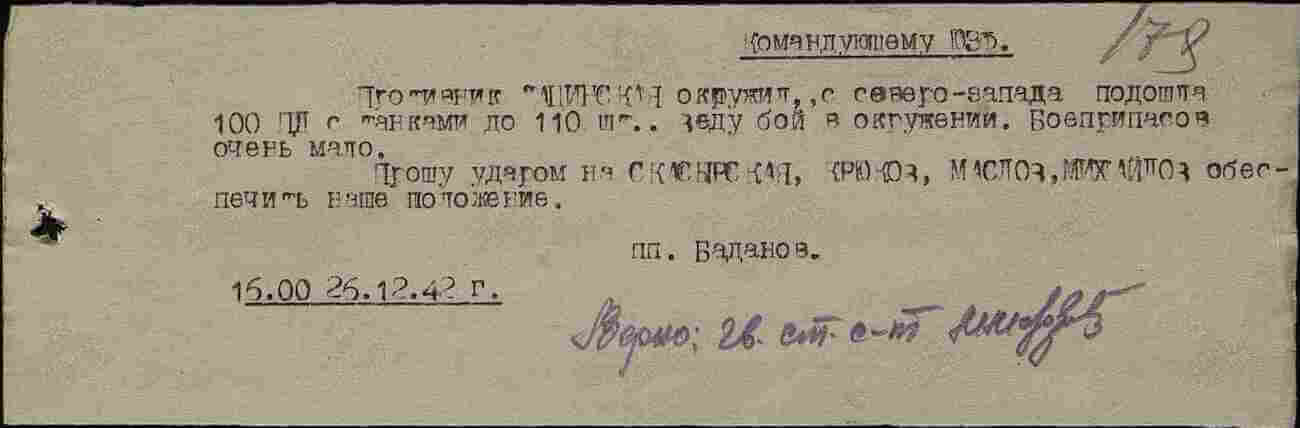 Командующему ЮЗФ.
178
Противник ТАЦИНСКАЯ окружил,,с северо-запада подошла
100 ПД с танками до 110 шт.. Веду бой в окружении. Боеприпасов
очень мало.
Прошу ударом на СКАСЫРСКАЯ, КРЮКОВ, МАСЛОВ,МИХАЙЛОВ обес-
печить наше положение.
пп. Баданов.
16.00 26.12.42 г.
Верно: гв. ст. с-т